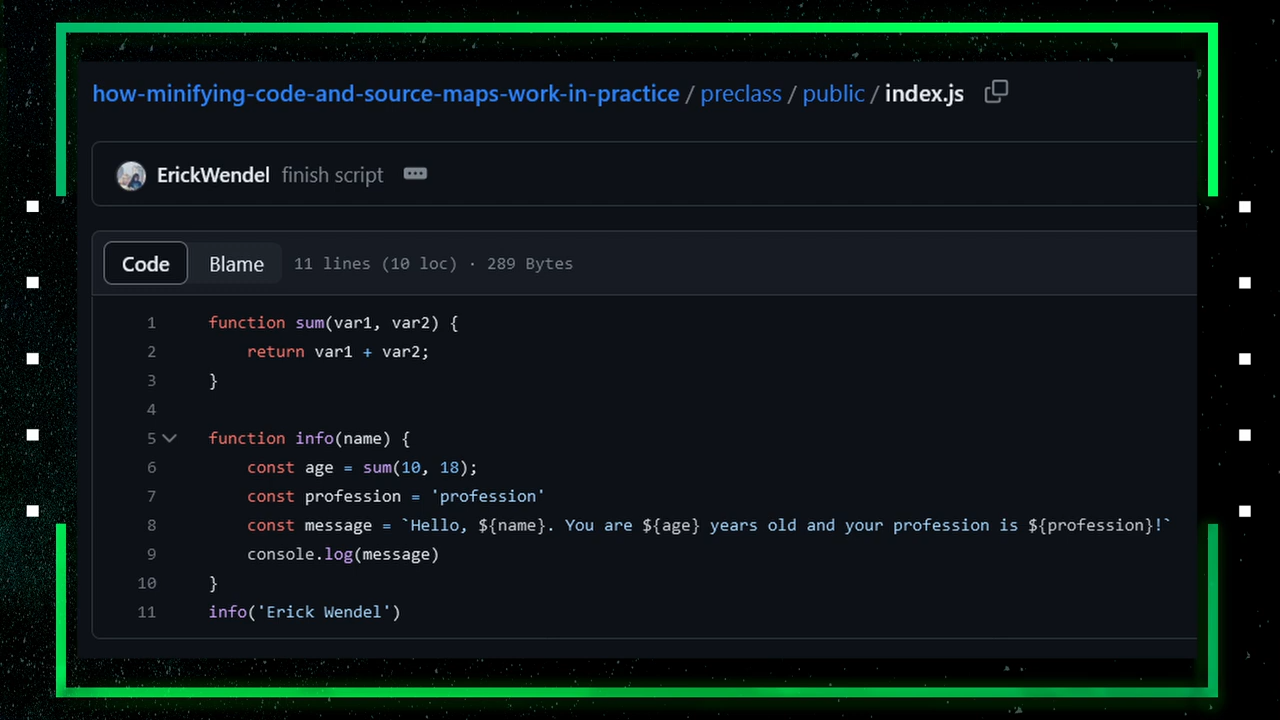 how-minifying-code-and-source-maps-work-in-practice / preclass / public / index.js
ErickWendel finish script
Code Blame 11 lines (10 loc) · 289 Bytes
1 function sum(var1, var2) {
2     return var1 + var2;
3 }
4
5 function info(name) {
6     const age = sum(10, 18);
7     const profession = 'profession'
8     const message = `Hello, ${name}. You are ${age} years old and your profession is ${profession}!`
9     console.log(message)
10 }
11 info('Erick Wendel')